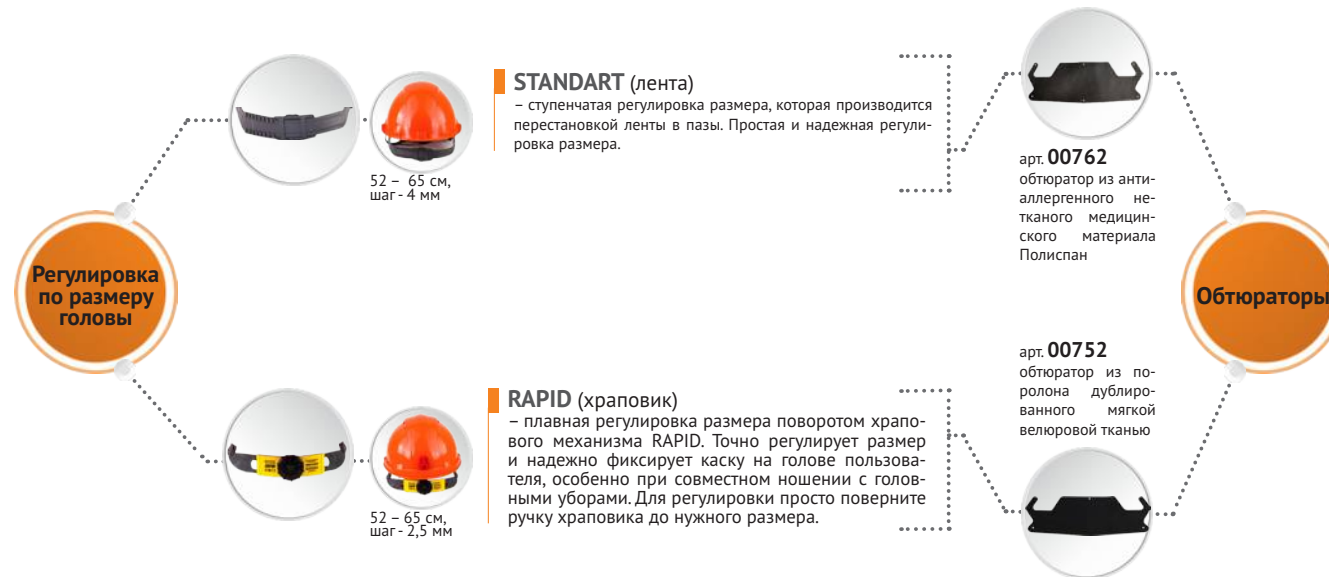 Регулировка
по размеру
головы
STANDART (лента)
– ступенчатая регулировка размера, которая производится
перестановкой ленты в пазы. Простая и надежная регули-
ровка размера.
52 – 65 см,
шаг - 4 мм
RAPID (храповик)
– плавная регулировка размера поворотом храпо-
вого механизма RAPID. Точно регулирует размер
и надежно фиксирует каску на голове пользова-
теля, особенно при совместном ношении с голов-
ными уборами. Для регулировки просто поверните
ручку храповика до нужного размера.
52 – 65 см,
шаг - 2,5 мм
арт. 00762
обтюратор из анти-
аллергенного не-
тканого медицин-
ского материала
Полиспан
арт. 00752
обтюратор из по-
ролона дублиро-
ванного мягкой
велюровой тканью
Обтюраторы